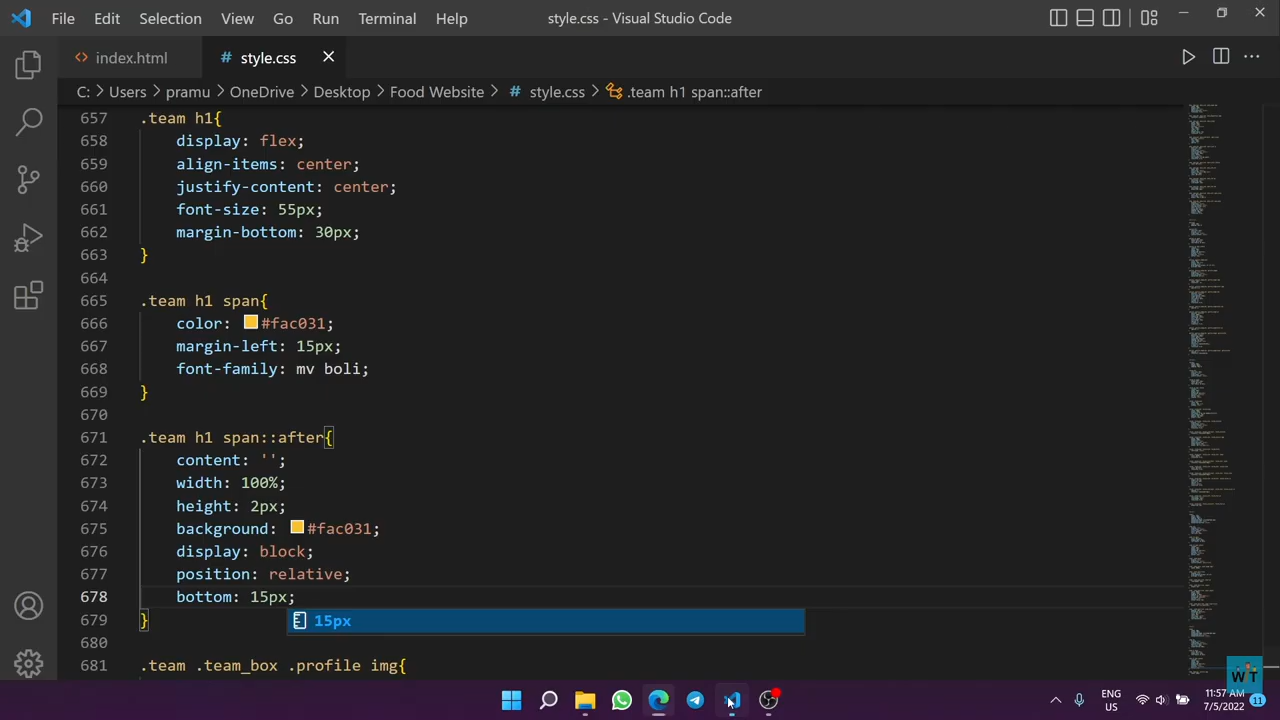 File Edit Selection View Go Run Terminal Help style.css - Visual Studio Code
index.html # style.css
C: > Users > pramu > OneDrive > Desktop > Food Website > # style.css > .team h1 span::after
657 .team h1{
658 display: flex;
659 align-items: center;
660 justify-content: center;
661 font-size: 55px;
662 margin-bottom: 30px;
663 }
664
665 .team h1 span{
666 color: #fac031;
667 margin-left: 15px;
668 font-family: mv boli;
669 }
670
671 .team h1 span::after{
672 content: '';
673 width: 100%;
674 height: 2px;
675 background: #fac031;
676 display: block;
677 position: relative;
678 bottom: 15px;
15px
679 }
680
681 .team .team_box .profile img{
WT
ENG
US
11:57 AM
7/5/2022
11